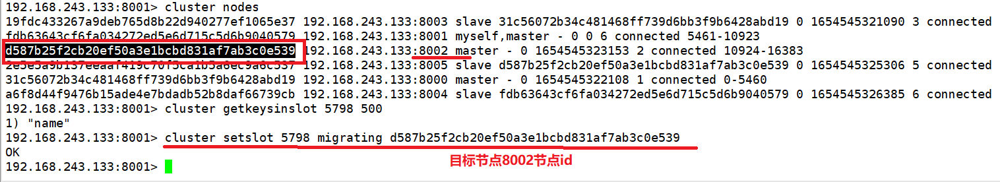 192.168.243.133:8001> cluster nodes
19fdc433267a9deb765d8b22d940277ef1065e37 192.168.243.133:8003 slave 31c56072b34c481468ff739d6bb3f9b6428abd19 0 1654545321090 3 connected
fdb63643cf6fa034272ed5e6d715c5d6b9040579 192.168.243.133:8001 myself,master - 0 0 6 connected 5461-10923
d587b25f2cb20ef50a3e1bcbd831af7ab3c0e539 192.168.243.133:8002 master - 0 1654545323153 2 connected 10924-16383
192.168.243.133:8005 slave d587b25f2cb20ef50a3e1bcbd831af7ab3c0e539 0 1654545325306 5 connected
31c56072b34c481468ff739d6bb3f9b6428abd19 192.168.243.133:8000 master - 0 1654545322108 1 connected 0-5460
a6f8d44f9476b15ade4e7bdadb52b8daf66739cb 192.168.243.133:8004 slave fdb63643cf6fa034272ed5e6d715c5d6b9040579 0 1654545326385 6 connected
192.168.243.133:8001> cluster getkeysinslot 5798 500
1) "name"
192.168.243.133:8001> cluster setslot 5798 migrating d587b25f2cb20ef50a3e1bcbd831af7ab3c0e539
OK
目标节点8002节点id
192.168.243.133:8001>